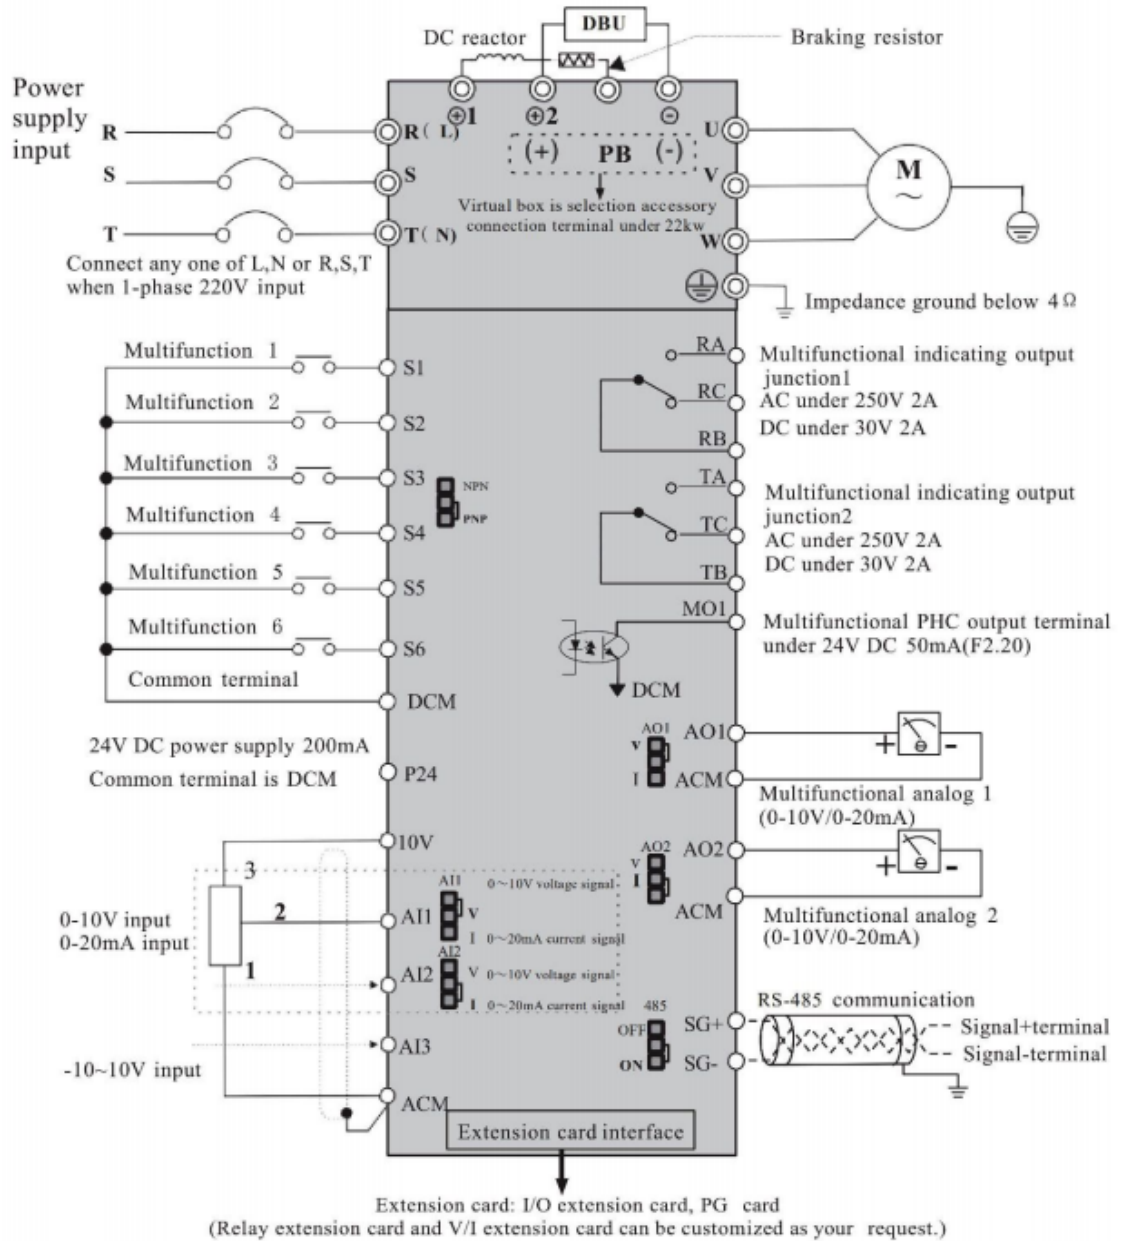 DBU
DC reactor
Braking resistor
Power
supply
input
R
S
T
⊕1
⊕2
⊖
R( L)
S
T( N)
(+) PB (-)
Virtual box is selection accessory
connection terminal under 22kw
U
V
W
M
~
Connect any one of L,N or R,S,T
when 1-phase 220V input
Impedance ground below 4Ω
Multifunction 1
S1
Multifunction 2
S2
Multifunction 3
S3
Multifunction 4
S4
Multifunction 5
S5
Multifunction 6
S6
Common terminal
DCM
NPN
PNP
RA
RC
RB
Multifunctional indicating output
junction1
AC under 250V 2A
DC under 30V 2A
TA
TC
TB
Multifunctional indicating output
junction2
AC under 250V 2A
DC under 30V 2A
MO1
DCM
Multifunctional PHC output terminal
under 24V DC 50mA(F2.20)
24V DC power supply 200mA
Common terminal is DCM
P24
AO1
V
I
AO1
ACM
+
-
Multifunctional analog 1
(0-10V/0-20mA)
AO2
V
I
AO2
ACM
+
-
Multifunctional analog 2
(0-10V/0-20mA)
10V
3
2
1
0-10V input
0-20mA input
AI1
AI1
V
I
0~10V voltage signal
0~20mA current signal
AI2
AI2
V
I
0~10V voltage signal
0~20mA current signal
AI3
-10~10V input
ACM
485
OFF
ON
SG+
SG-
RS-485 communication
Signal+terminal
Signal-terminal
Extension card interface
Extension card: I/O extension card, PG card
(Relay extension card and V/I extension card can be customized as your request.)